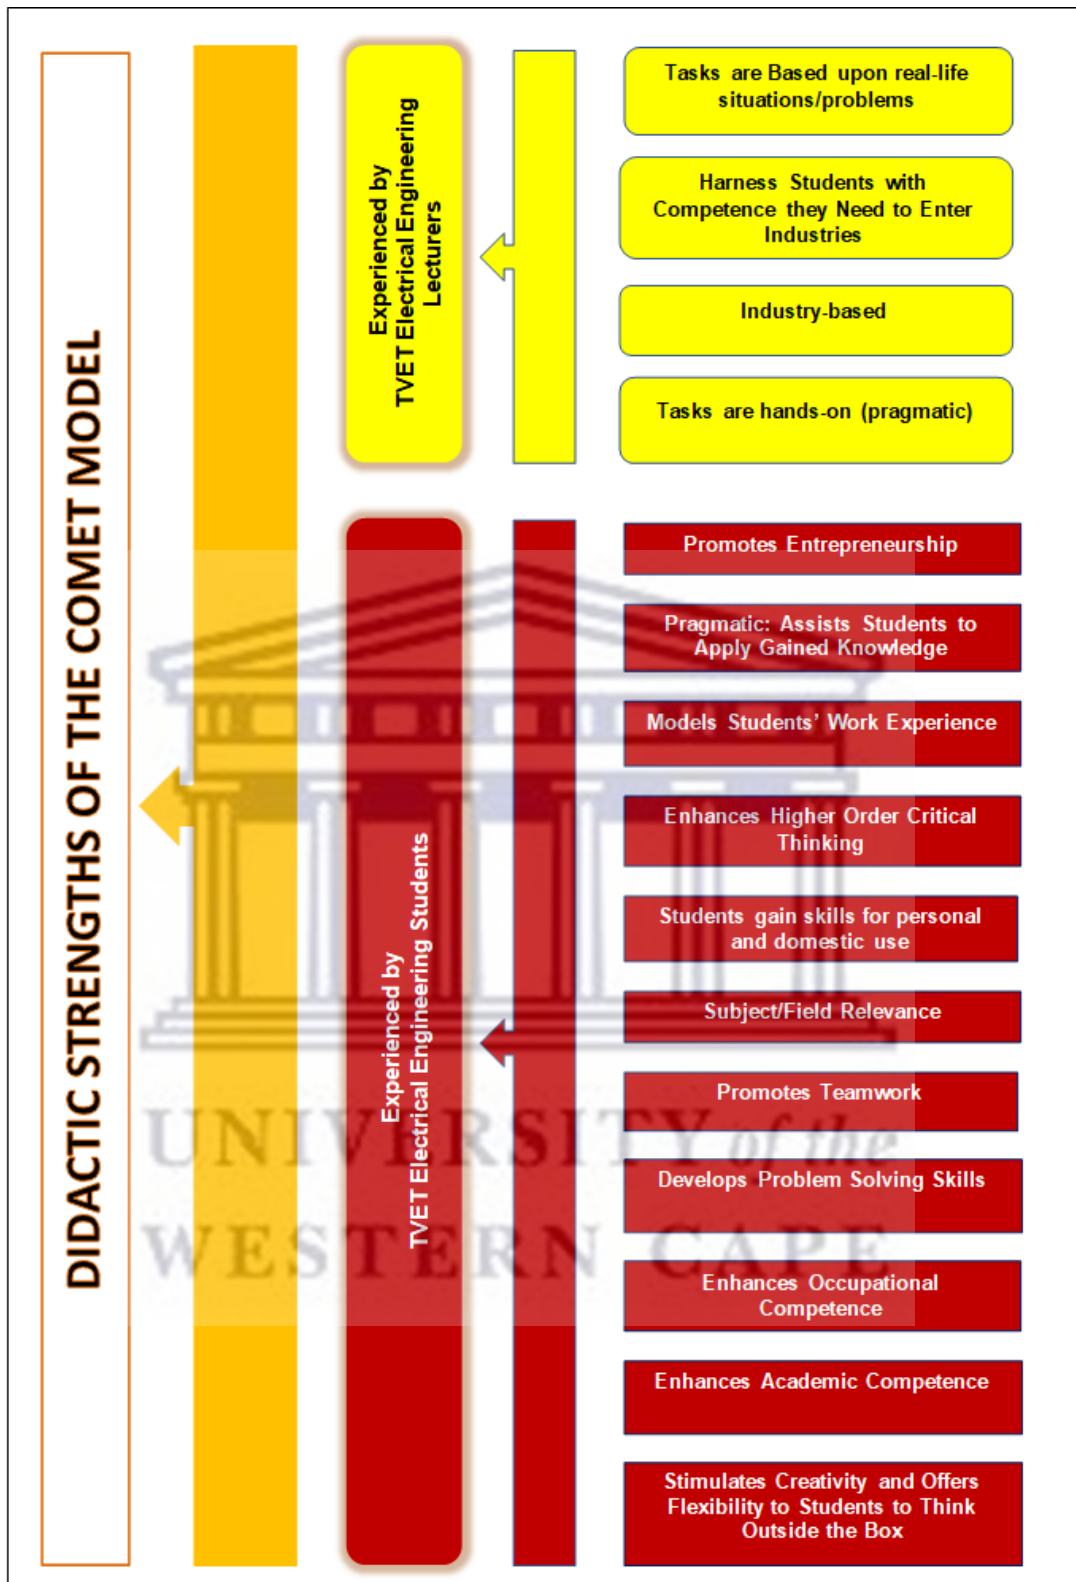 DIDACTIC STRENGTHS OF THE COMET MODEL
Experienced by
TVET Electrical Engineering
Lecturers
Tasks are Based upon real-life
situations/problems
Harness Students with
Competence they Need to Enter
Industries
Industry-based
Tasks are hands-on (pragmatic)
Experienced by
TVET Electrical Engineering Students
Promotes Entrepreneurship
Pragmatic: Assists Students to
Apply Gained Knowledge
Models Students’ Work Experience
Enhances Higher Order Critical
Thinking
Students gain skills for personal
and domestic use
Subject/Field Relevance
Promotes Teamwork
Develops Problem Solving Skills
Enhances Occupational
Competence
Enhances Academic Competence
Stimulates Creativity and Offers
Flexibility to Students to Think
Outside the Box
UNIVERSITY of the
WESTERN CAPE